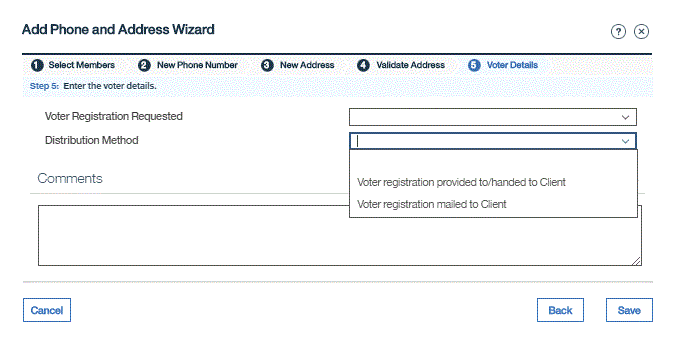 Add Phone and Address Wizard
?
1 Select Members 2 New Phone Number 3 New Address 4 Validate Address 5 Voter Details
Step 5: Enter the voter details.
Voter Registration Requested
Distribution Method
Voter registration provided to/handed to Client
Voter registration mailed to Client
Comments
Cancel Back Save